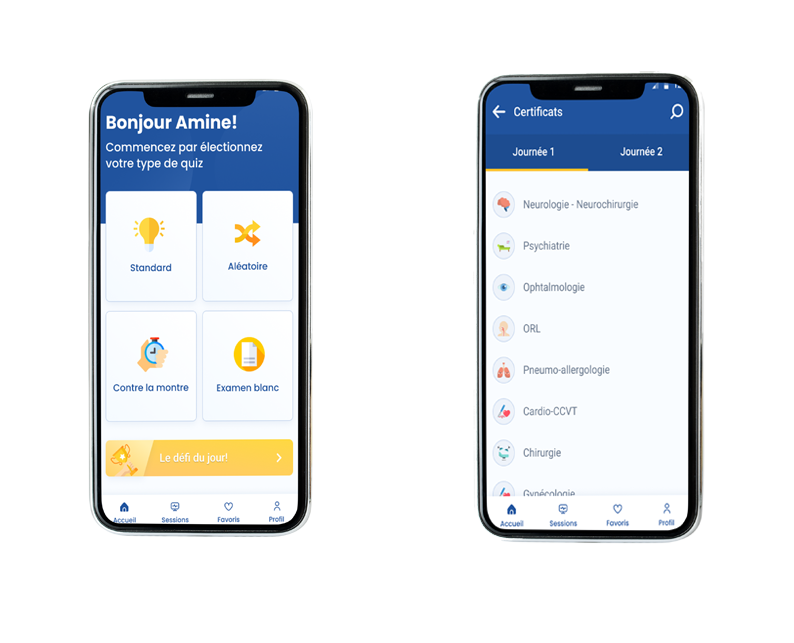 Bonjour Amine!
Commencez par électionnez
votre type de quiz
Standard
Aléatoire
Contre la montre
Examen blanc
Le défi du jour!
Accueil
Sessions
Favoris
Profil
Certificats
Journée 1
Journée 2
Neurologie - Neurochirurgie
Psychiatrie
Ophtalmologie
ORL
Pneumo-allergologie
Cardio-CCVT
Chirurgie
Gynécologie
Accueil
Sessions
Favoris
Profil